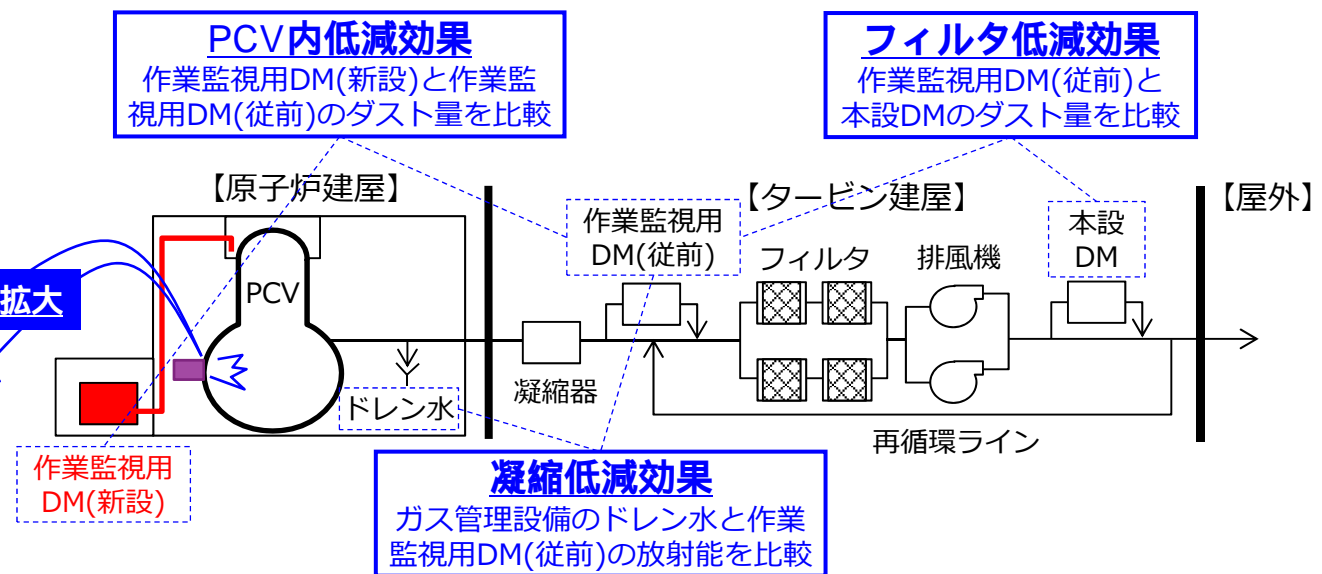 PCV内低減効果
作業監視用DM(新設)と作業監
視用DM(従前)のダスト量を比較
フィルタ低減効果
作業監視用DM(従前)と
本設DMのダスト量を比較
【原子炉建屋】
【タービン建屋】
【屋外】
作業監視用
DM(従前)
本設
DM
フィルタ
排風機
拡大
PCV
凝縮器
ドレン水
再循環ライン
作業監視用
DM(新設)
凝縮低減効果
ガス管理設備のドレン水と作業
監視用DM(従前)の放射能を比較